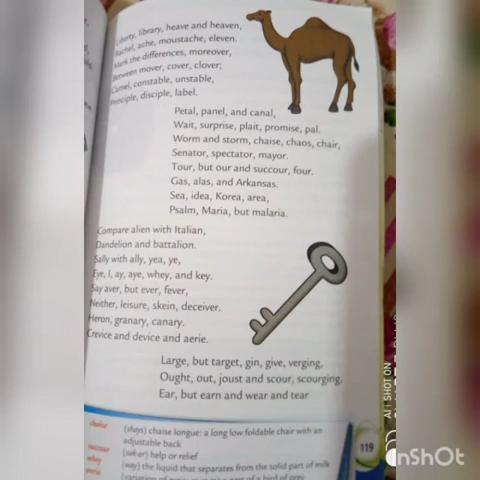 Liberty, library, heave and heaven,
Rachel, ache, moustache, eleven.
Mark the differences, moreover,
Between mover, cover, clover;
Camel, constable, unstable,
Principle, disciple, label.
Petal, panel, and canal,
Wait, surprise, plait, promise, pal.
Worm and storm, chaise, chaos, chair,
Senator, spectator, mayor.
Tour, but our and succour, four.
Gas, alas, and Arkansas.
Sea, idea, Korea, area,
Psalm, Maria, but malaria.
Compare alien with Italian,
Dandelion and battalion.
Sally with ally, yea, ye,
Eye, I, ay, aye, whey, and key.
Say aver, but ever, fever,
Neither, leisure, skein, deceiver.
Heron, granary, canary.
Crevice and device and aerie.
Large, but target, gin, give, verging,
Ought, out, joust and scour, scourging.
Ear, but earn and wear and tear
chaise (shays) chaise longue: a long low foldable chair with an
adjustable back
succour (suk-er) help or relief
whey (way) the liquid that separates from the solid part of milk
aerie
119
AI | SHOT ON
InShOt